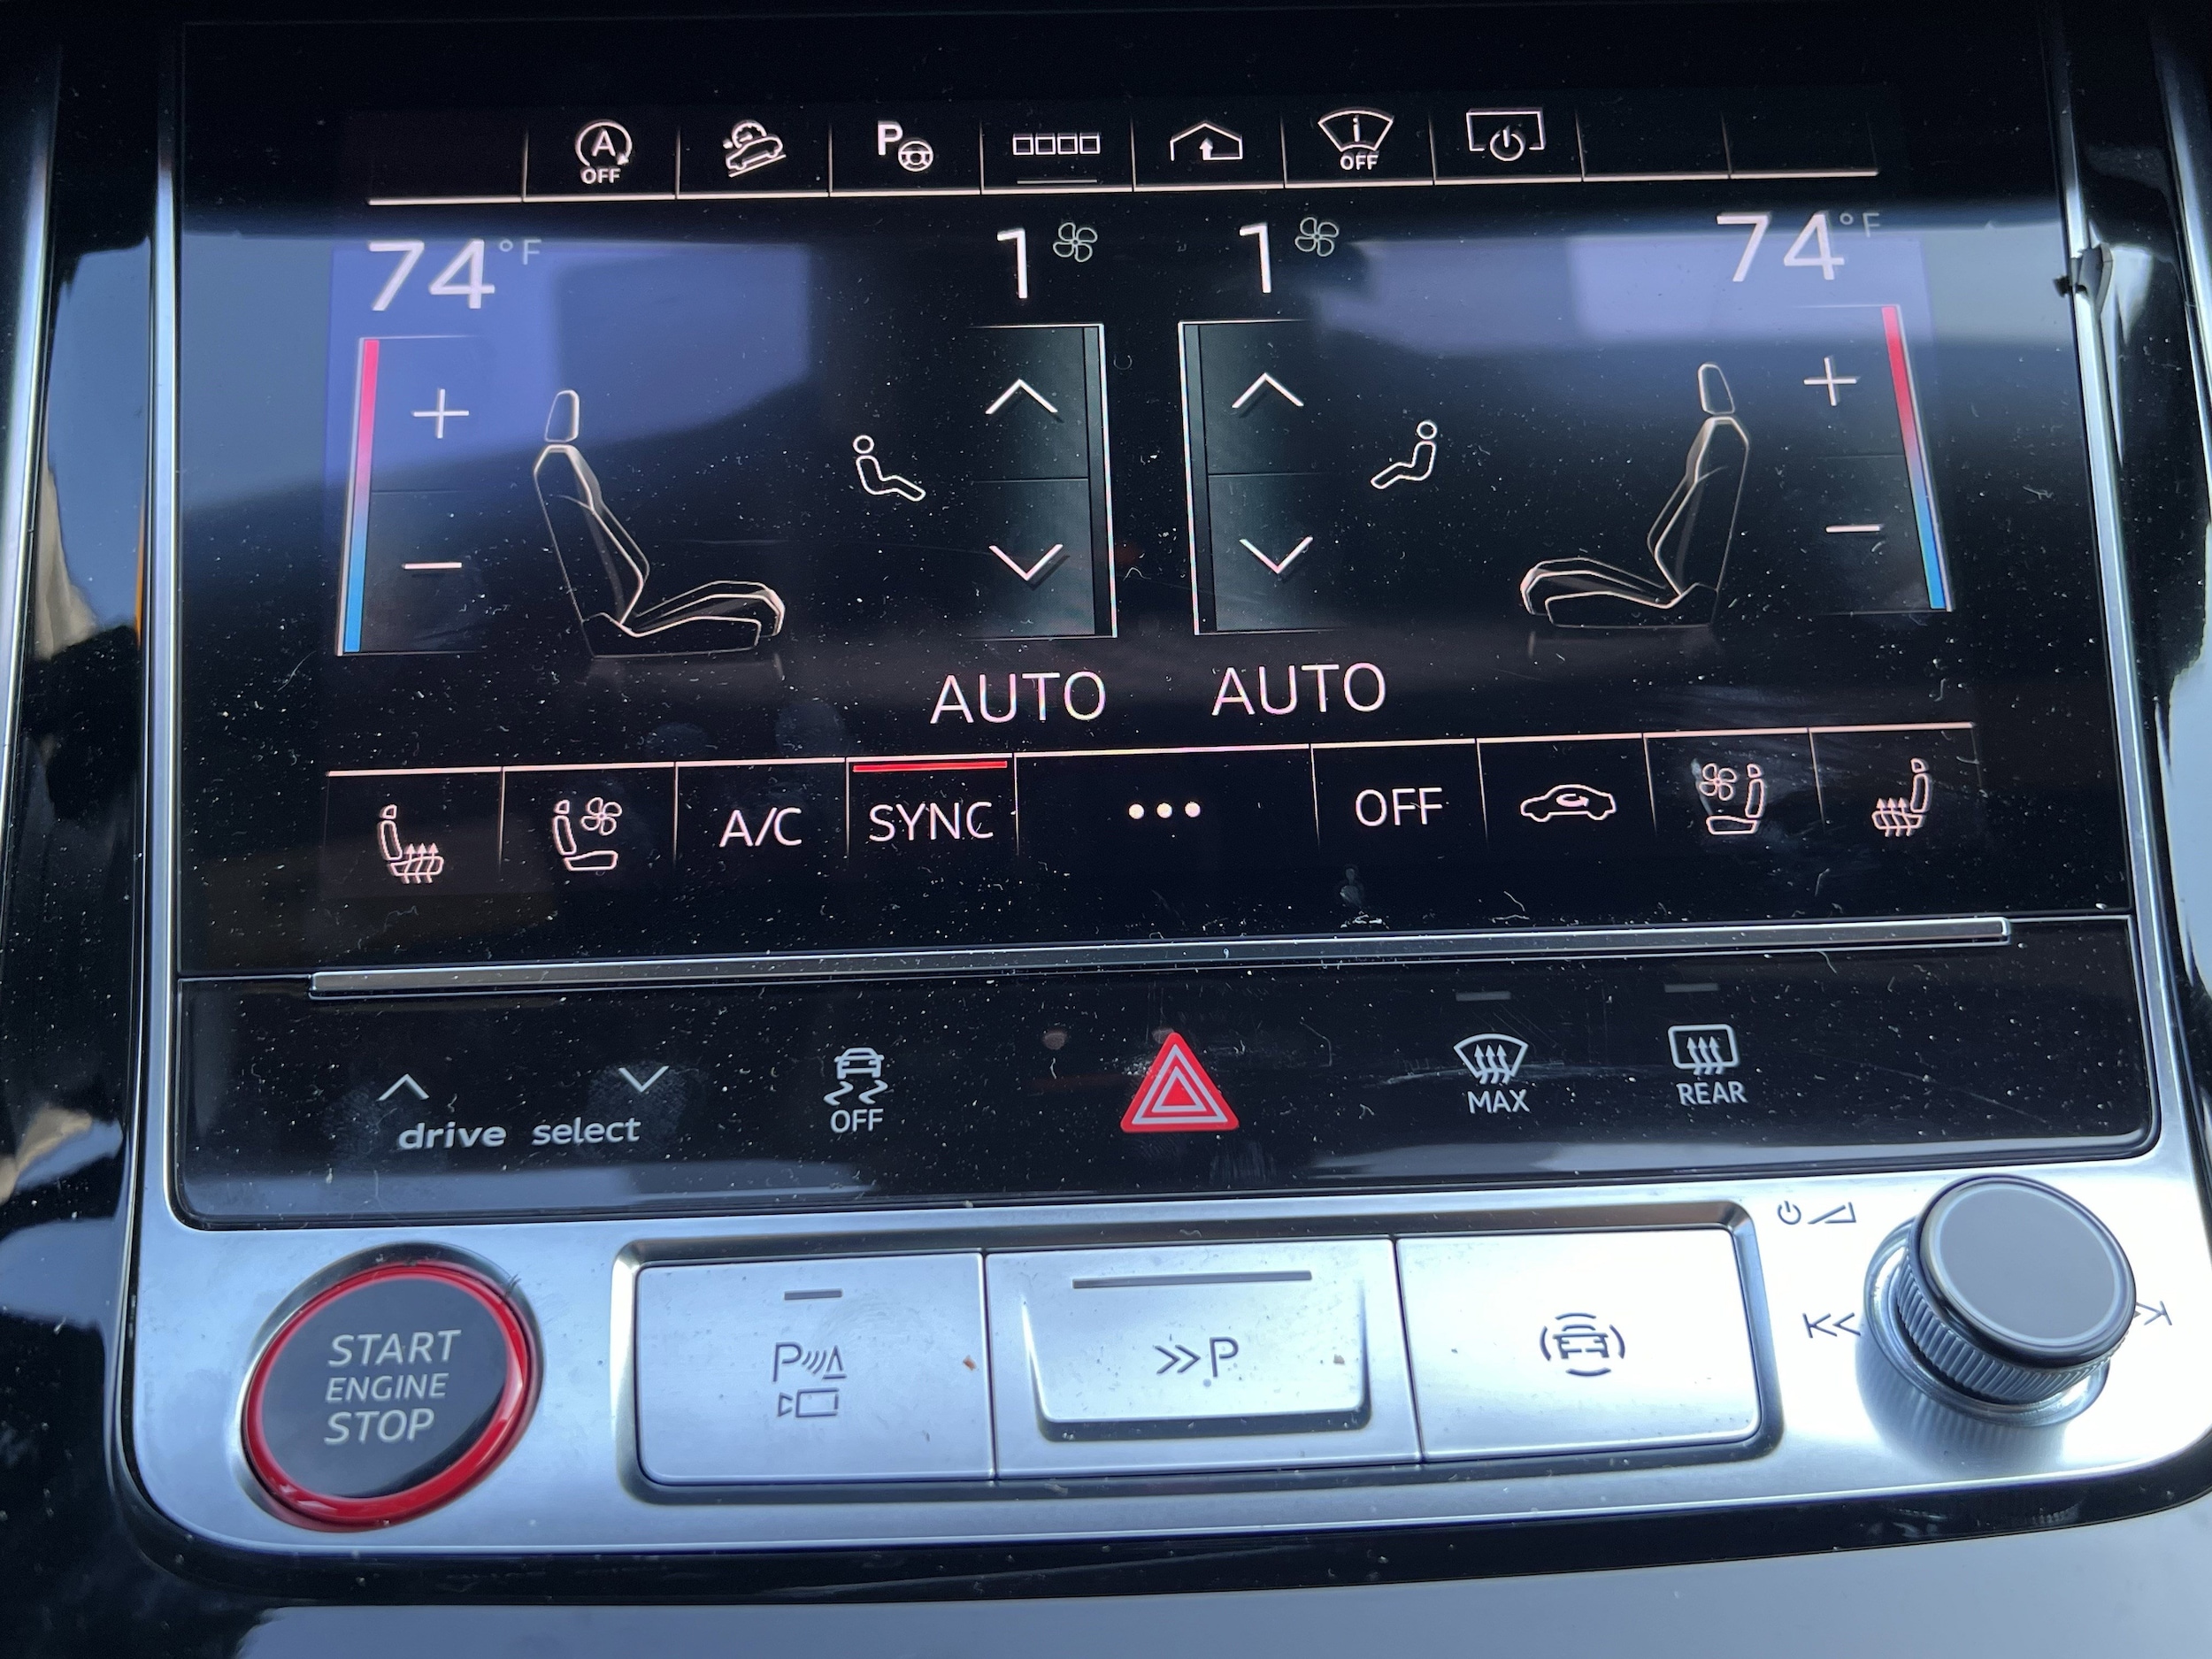 A OFF
P
i OFF
74°F 1 1 74°F
AUTO AUTO
A/C SYNC ••• OFF
drive select
OFF
MAX
REAR
START
ENGINE
STOP
P
>>P